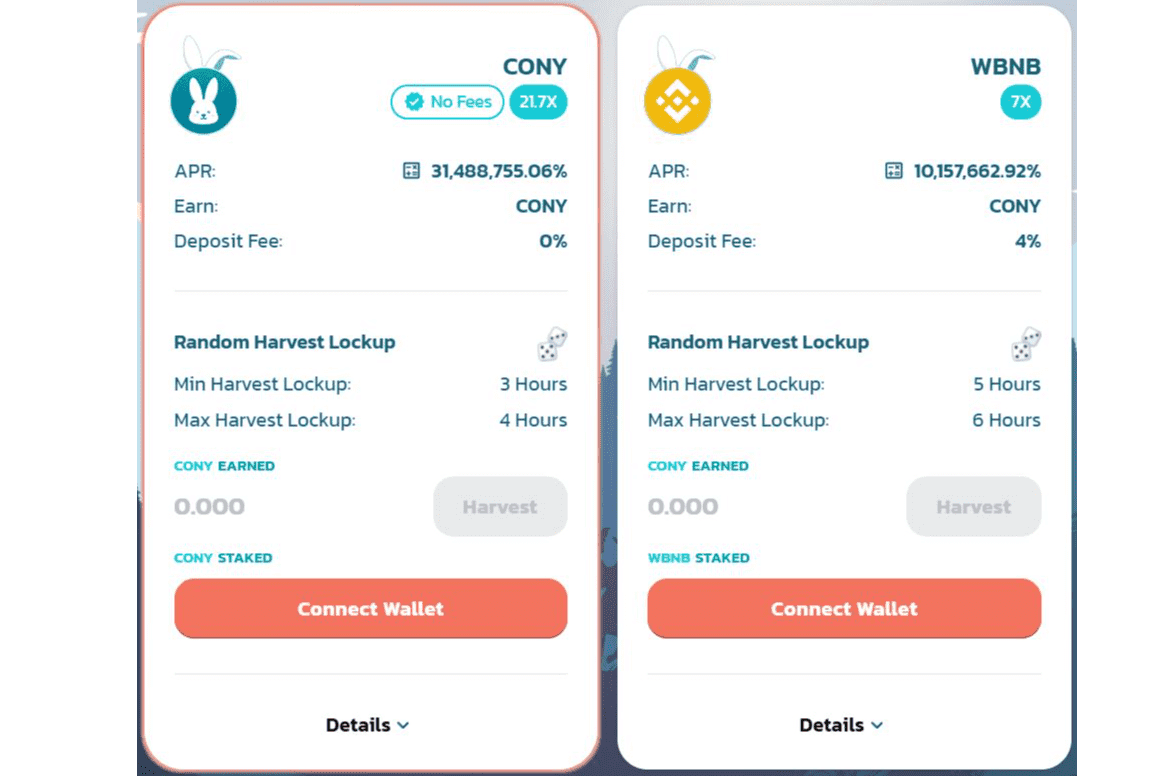 CONY
No Fees 21.7X
APR: 31,488,755.06%
Earn: CONY
Deposit Fee: 0%
Random Harvest Lockup
Min Harvest Lockup: 3 Hours
Max Harvest Lockup: 4 Hours
CONY EARNED
0.000 Harvest
CONY STAKED
Connect Wallet
Details
WBNB
7X
APR: 10,157,662.92%
Earn: CONY
Deposit Fee: 4%
Random Harvest Lockup
Min Harvest Lockup: 5 Hours
Max Harvest Lockup: 6 Hours
CONY EARNED
0.000 Harvest
WBNB STAKED
Connect Wallet
Details